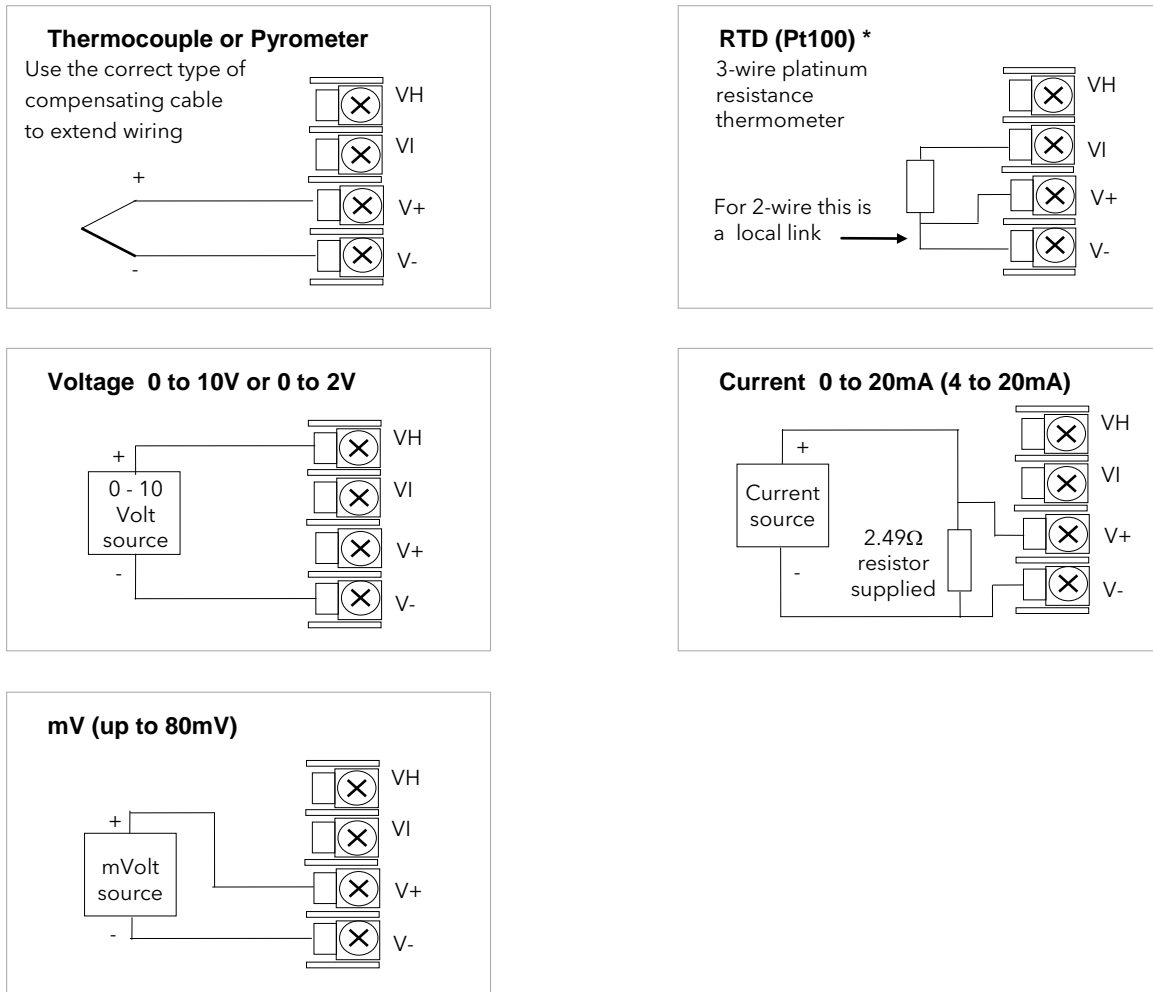 Thermocouple or Pyrometer
Use the correct type of
compensating cable
to extend wiring
+
-
VH
VI
V+
V-
RTD (Pt100) *
3-wire platinum
resistance
thermometer
For 2-wire this is
a local link
VH
VI
V+
V-
Voltage 0 to 10V or 0 to 2V
+
0 - 10
Volt
source
-
VH
VI
V+
V-
Current 0 to 20mA (4 to 20mA)
+
Current
source
-
2.49Ω
resistor
supplied
VH
VI
V+
V-
mV (up to 80mV)
+
mVolt
source
-
VH
VI
V+
V-